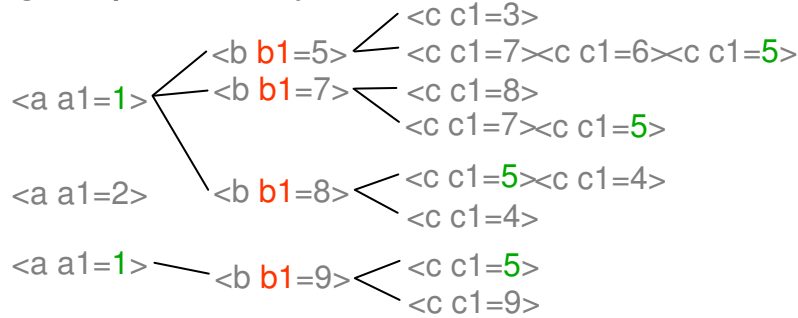 <c c1=3>
<b b1=5> <c c1=7><c c1=6><c c1=5>
<a a1=1> <b b1=7> <c c1=8>
<c c1=7><c c1=5>
<a a1=2> <b b1=8> <c c1=5><c c1=4>
<c c1=4>
<a a1=1> <b b1=9> <c c1=5>
<c c1=9>